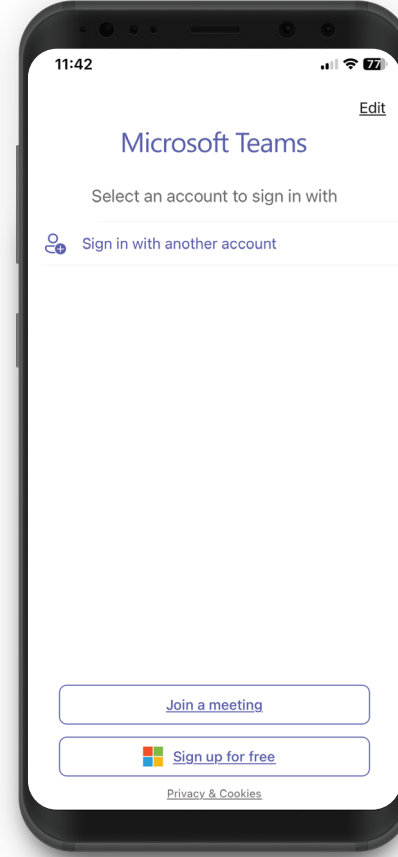 11:42
77
Edit
Microsoft Teams
Select an account to sign in with
Sign in with another account
Join a meeting
Sign up for free
Privacy & Cookies